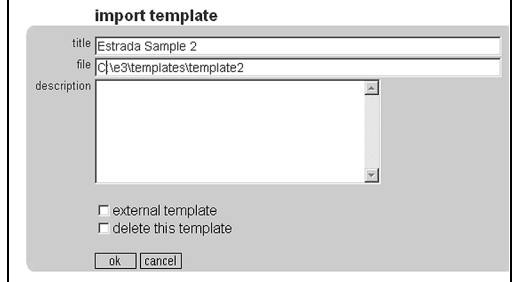 import template
title Estrada Sample 2
file C:\e3\templates\template2
description
external template
delete this template
ok cancel